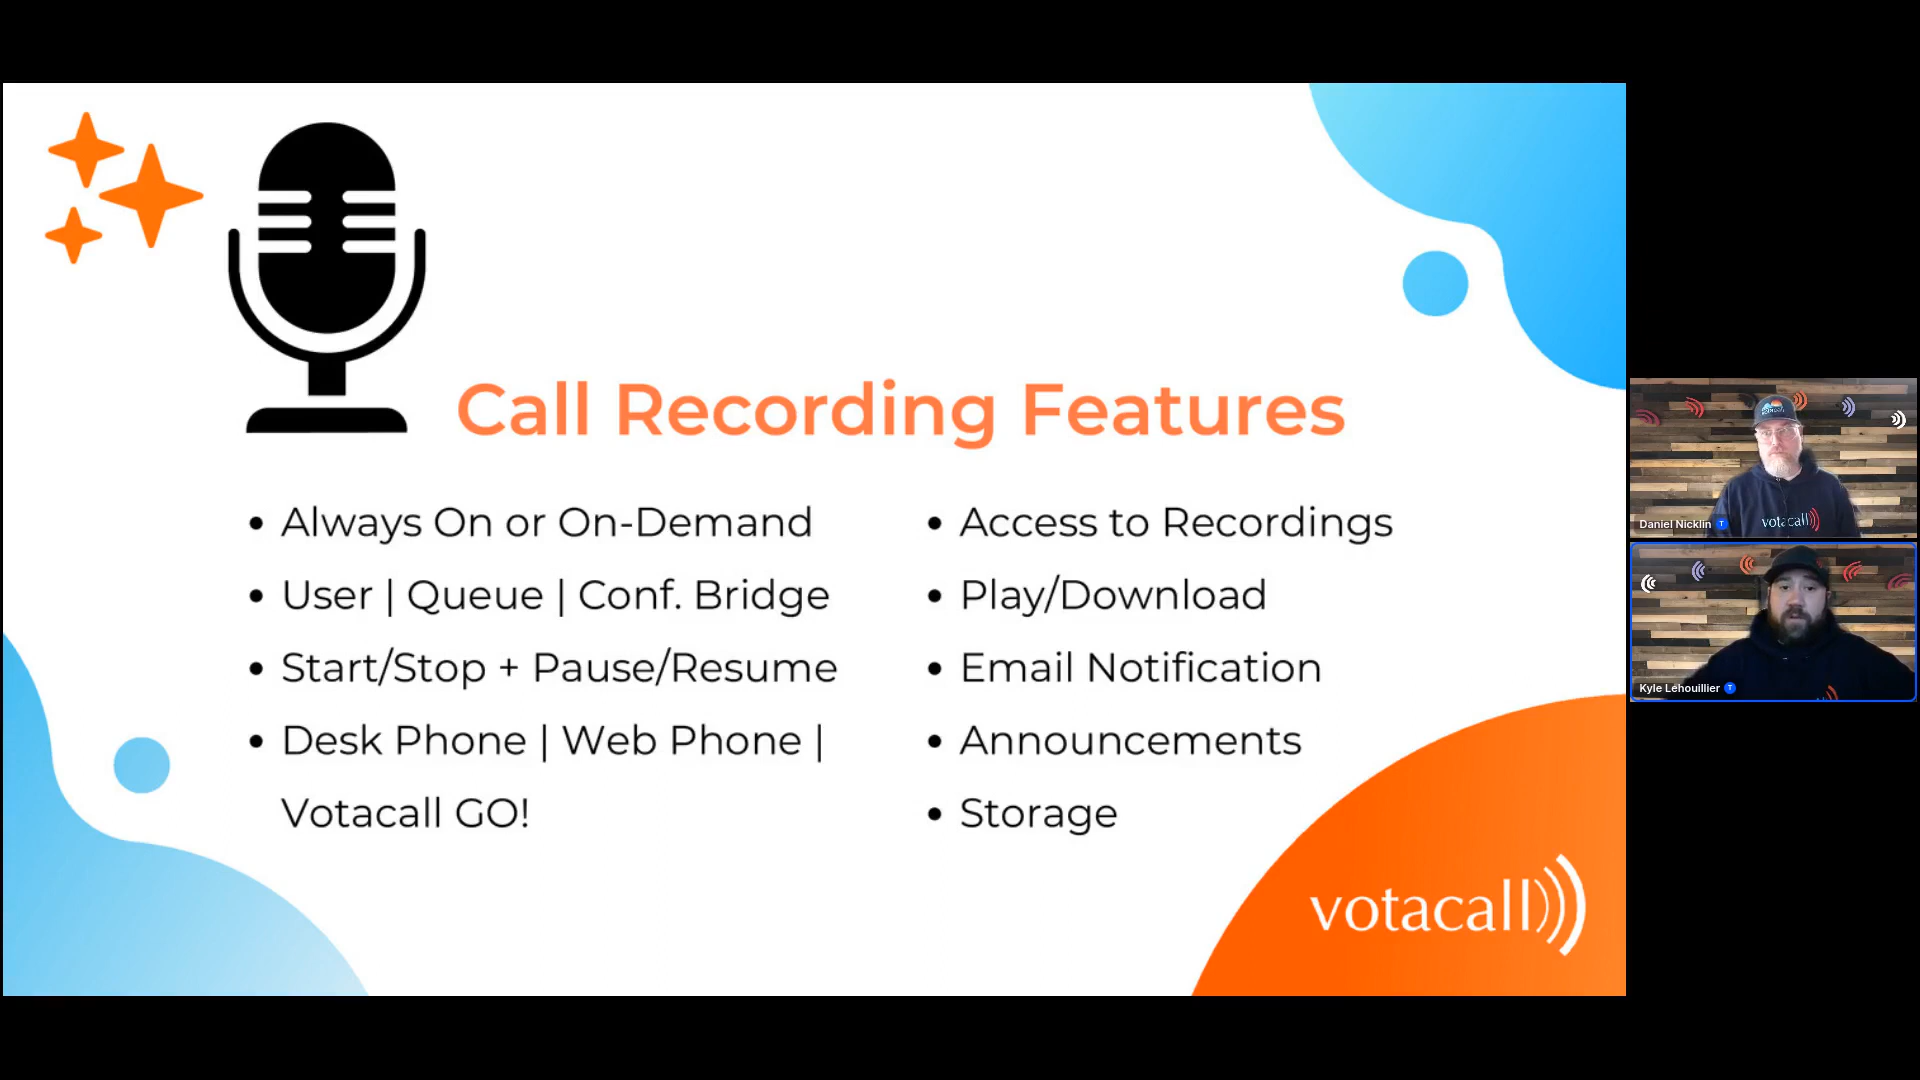 Call Recording Features
• Always On or On-Demand
• User | Queue | Conf. Bridge
• Start/Stop + Pause/Resume
• Desk Phone | Web Phone |
Votacall GO!
• Access to Recordings
• Play/Download
• Email Notification
• Announcements
• Storage
votacall
votacall
Daniel Nicklin T
Kyle Lehouillier T